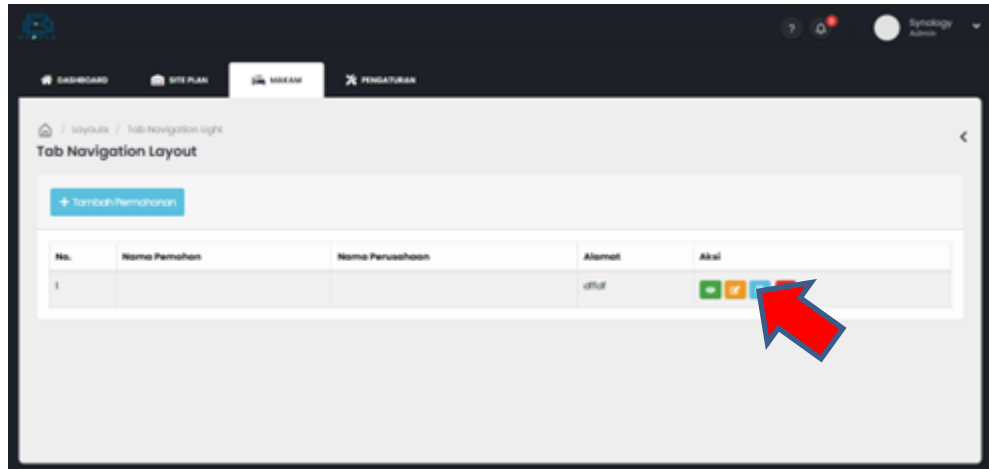 Synology
Admin
DASHBOARD SITE PLAN MAKAM PENGATURAN
/ Layouts / Tab Navigation Light
Tab Navigation Layout
+ Tambah Permohonan
No. Nama Pemohon Nama Perusahaan Alamat Aksi
1